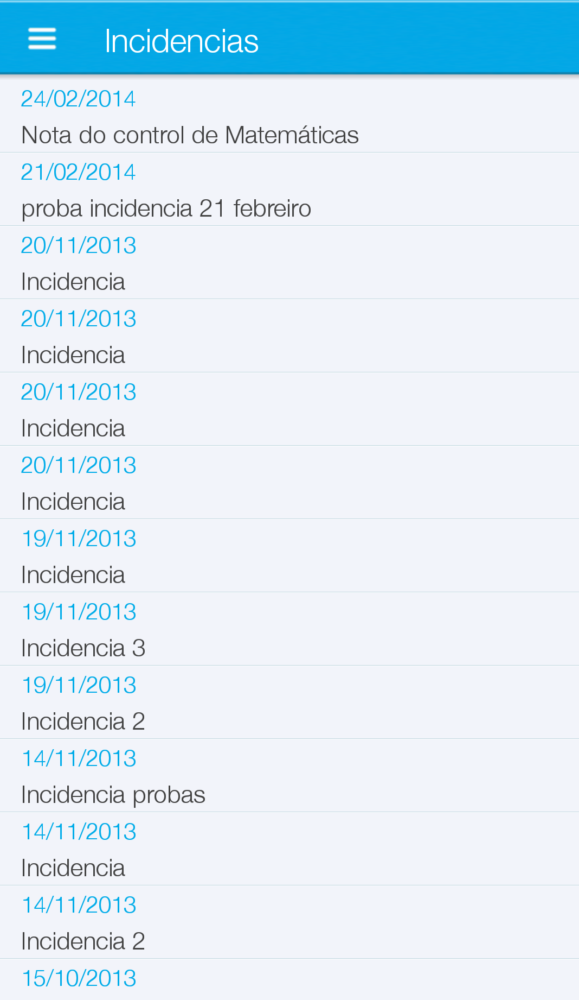 Incidencias
24/02/2014
Nota do control de Matemáticas
21/02/2014
proba incidencia 21 febreiro
20/11/2013
Incidencia
20/11/2013
Incidencia
20/11/2013
Incidencia
20/11/2013
Incidencia
19/11/2013
Incidencia
19/11/2013
Incidencia 3
19/11/2013
Incidencia 2
14/11/2013
Incidencia probas
14/11/2013
Incidencia
14/11/2013
Incidencia 2
15/10/2013